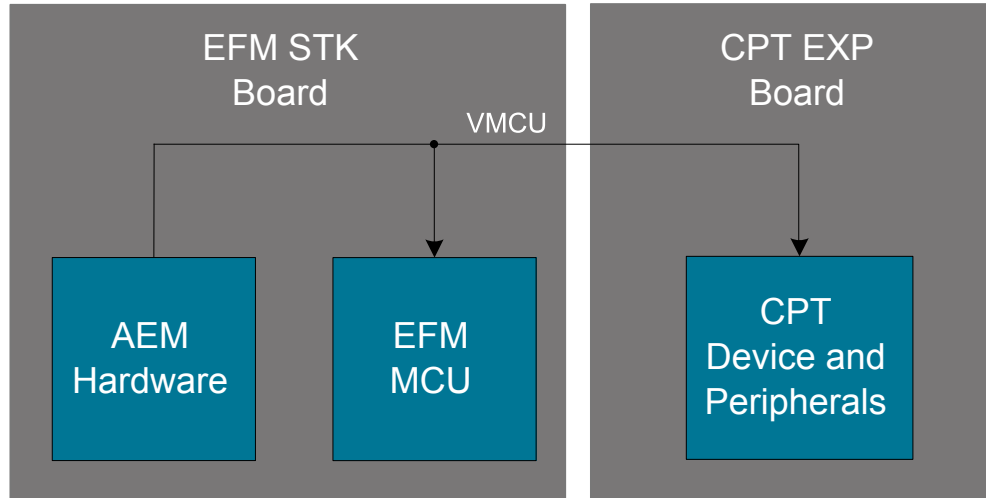 EFM STK
Board
CPT EXP
Board
VMCU
AEM
Hardware
EFM
MCU
CPT
Device and
Peripherals